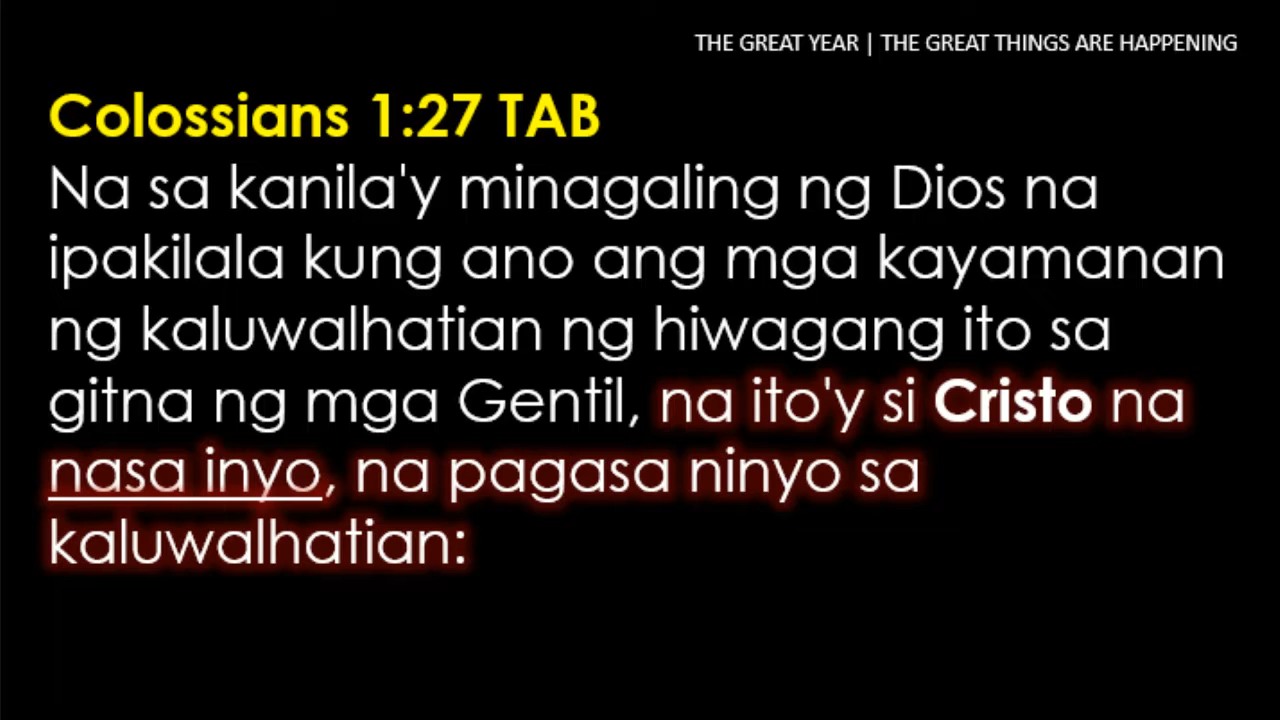 THE GREAT YEAR | THE GREAT THINGS ARE HAPPENING
Colossians 1:27 TAB
Na sa kanila'y minagaling ng Dios na
ipakilala kung ano ang mga kayamanan
ng kaluwalhatian ng hiwagang ito sa
gitna ng mga Gentil, na ito'y si Cristo na
nasa inyo, na pagasa ninyo sa
kaluwalhatian: